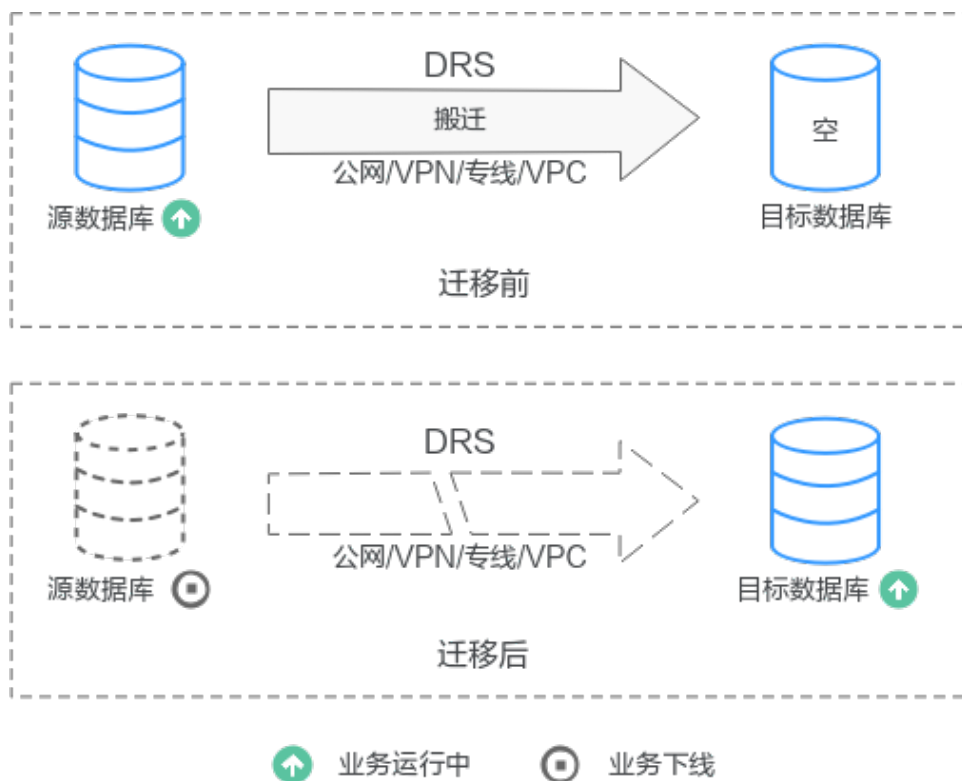 DRS
搬迁
空
公网/VPN/专线/VPC
源数据库
目标数据库
迁移前
DRS
公网/VPN/专线/VPC
源数据库
目标数据库
迁移后
业务运行中
业务下线